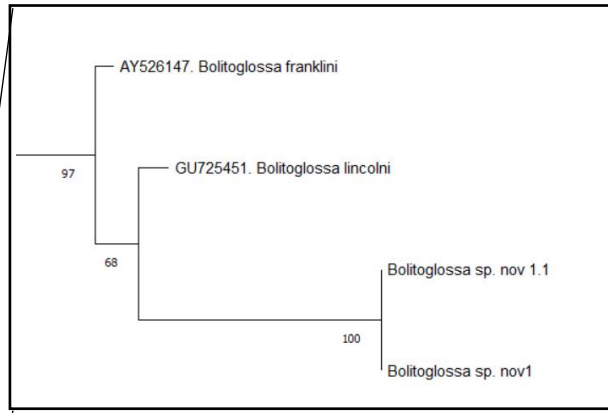 AY526147. Bolitoglossa franklini
97
GU725451. Bolitoglossa lincolni
68
Bolitoglossa sp. nov 1.1
100
Bolitoglossa sp. nov1